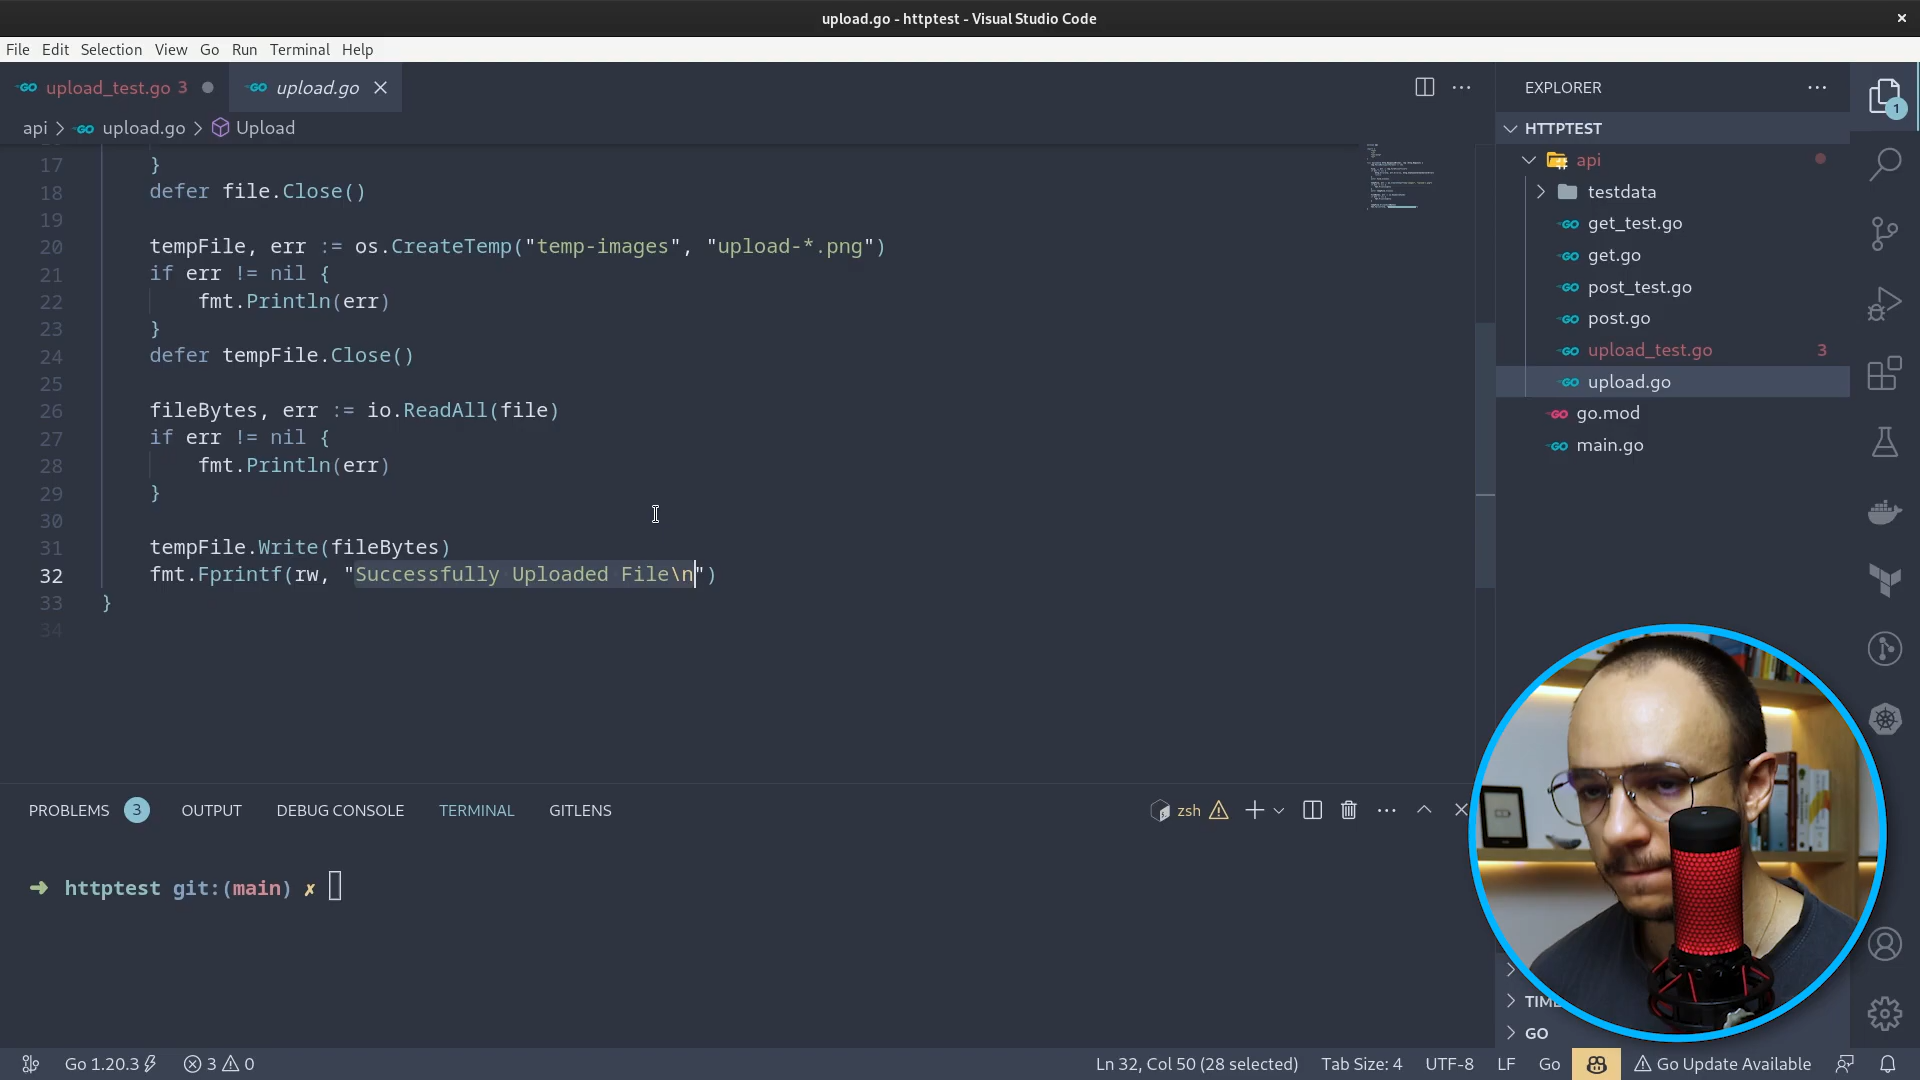 upload.go - httptest - Visual Studio Code
File Edit Selection View Go Run Terminal Help
upload_test.go 3
upload.go
api > upload.go > Upload
17 }
18 defer file.Close()
19
20 tempFile, err := os.CreateTemp("temp-images", "upload-*.png")
21 if err != nil {
22 fmt.Println(err)
23 }
24 defer tempFile.Close()
25
26 fileBytes, err := io.ReadAll(file)
27 if err != nil {
28 fmt.Println(err)
29 }
30
31 tempFile.Write(fileBytes)
32 fmt.Fprintf(rw, "Successfully Uploaded File\n")
33 }
34
EXPLORER
HTTPTEST
api
testdata
get_test.go
get.go
post_test.go
post.go
upload_test.go 3
upload.go
go.mod
main.go
1
PROBLEMS 3 OUTPUT DEBUG CONSOLE TERMINAL GITLENS
zsh
→ httptest git:(main) ✗
GO
Go 1.20.3
3 0
Ln 32, Col 50 (28 selected) Tab Size: 4 UTF-8 LF Go Go Update Available